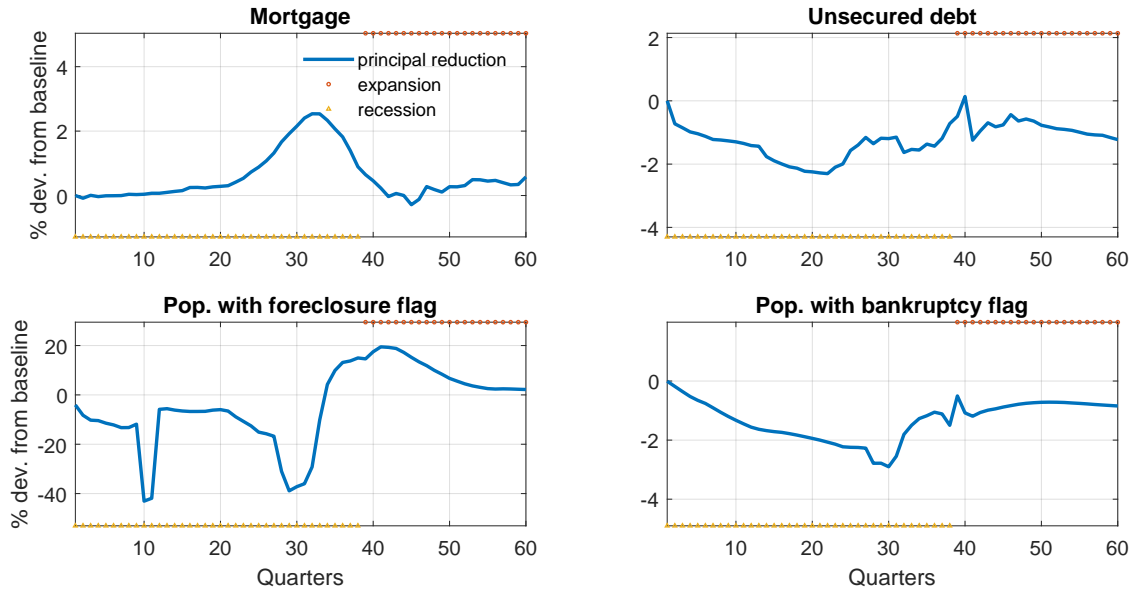 Mortgage
% dev. from baseline
4
2
0
principal reduction
expansion
recession
10 20 30 40 50 60
Unsecured debt
2
0
-2
-4
10 20 30 40 50 60
Pop. with foreclosure flag
% dev. from baseline
20
0
-20
-40
10 20 30 40 50 60
Quarters
Pop. with bankruptcy flag
0
-2
-4
10 20 30 40 50 60
Quarters